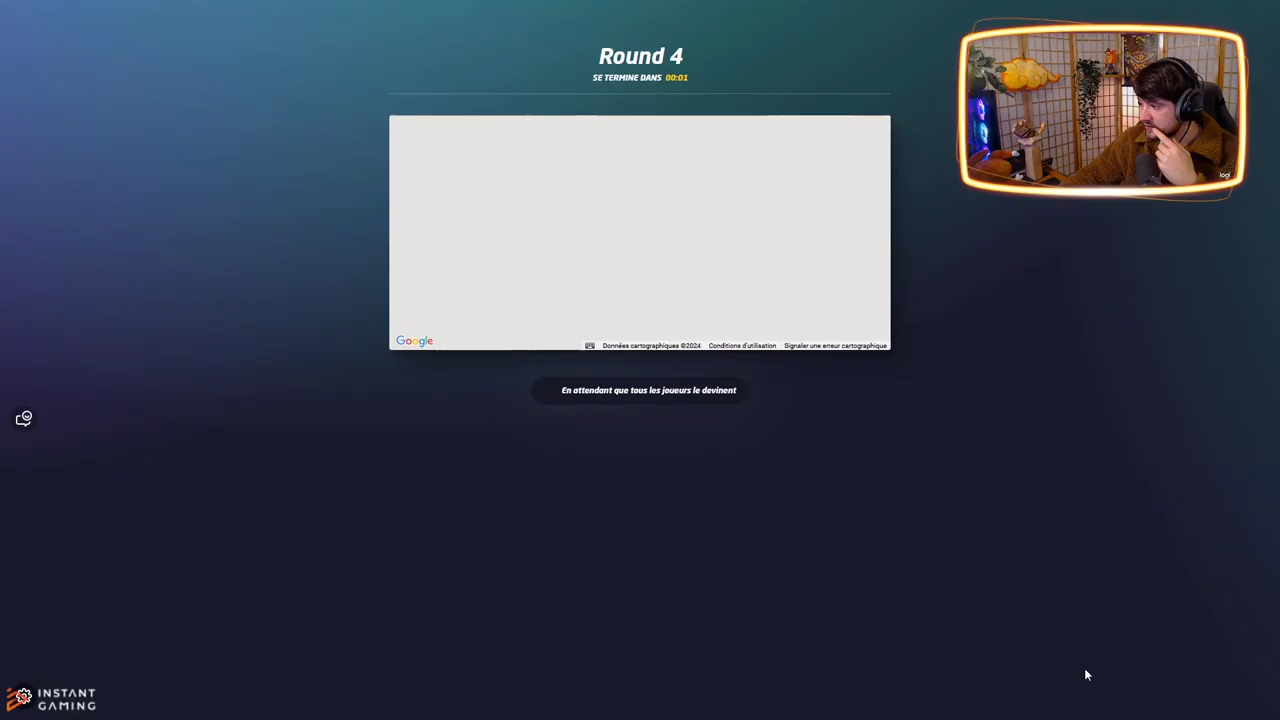 Round 4
SE TERMINE DANS 00:01
Google
Données cartographiques ©2024 Conditions d'utilisation Signaler une erreur cartographique
En attendant que tous les joueurs le devinent
logi
INSTANT
GAMING